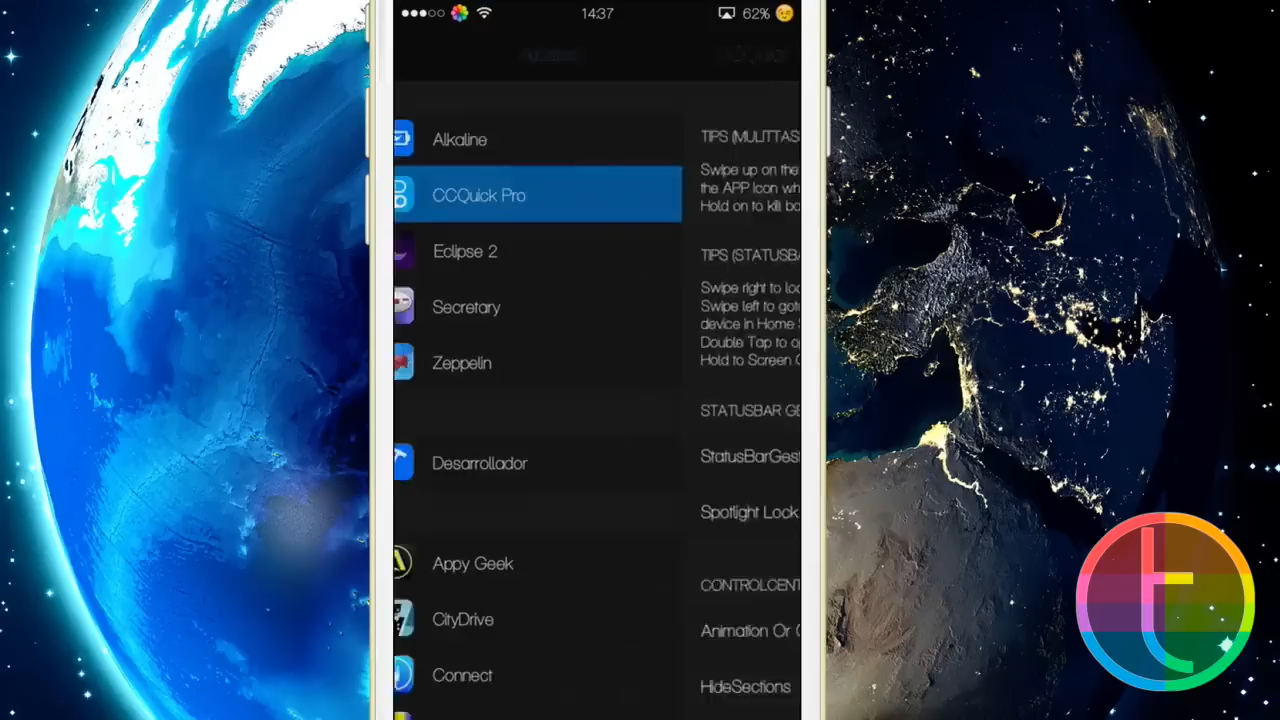 14:37
62%
Alkaline
CCQuick Pro
Eclipse 2
Secretary
Zeppelin
Desarrollador
Appy Geek
CityDrive
Connect
TIPS (MULITTAS
Swipe up on the
the APP Icon wh
Hold on to kill ba
TIPS (STATUSBA
Swipe right to loc
Swipe left to goto
device in Home S
Double Tap to o
Hold to Screen C
STATUSBAR GE
StatusBarGest
Spotlight Lock
CONTROLCENT
Animation Or
HideSections
t